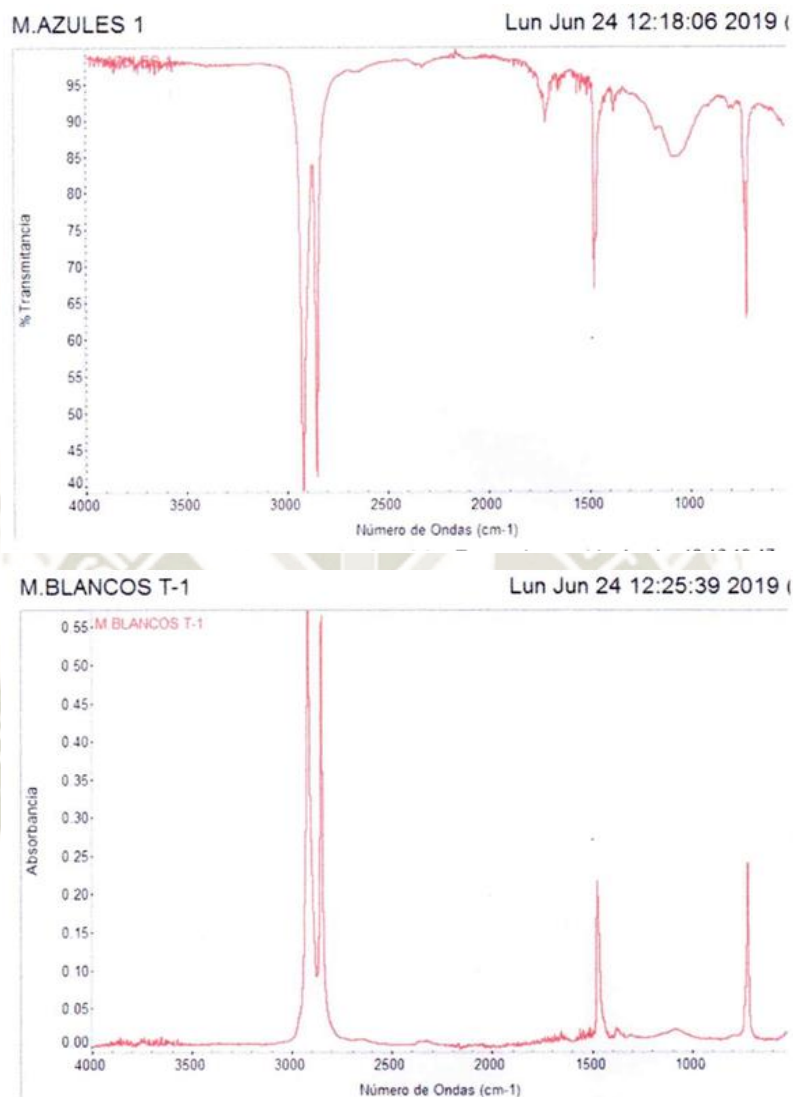 M.AZULES 1
Lun Jun 24 12:18:06 2019 (
95
90
85
80
75
70
65
60
55
50
45
40
% Transmitancia
4000 3500 3000 2500 2000 1500 1000
Número de Ondas (cm-1)
M.BLANCOS T-1
Lun Jun 24 12:25:39 2019 (
M.BLANCOS T-1
0.55
0.50
0.45
0.40
0.35
0.30
0.25
0.20
0.15
0.10
0.05
0.00
Absorbancia
4000 3500 3000 2500 2000 1500 1000
Número de Ondas (cm-1)